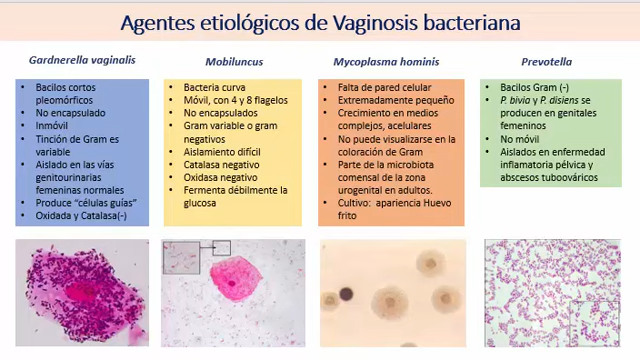 Agentes etiológicos de Vaginosis bacteriana
Gardnerella vaginalis
• Bacilos cortos
pleomórficos
• No encapsulado
• Inmóvil
• Tinción de Gram es
variable
• Aislado en las vías
genitourinarias
femeninas normales
• Produce "células guías"
• Oxidada y Catalasa(-)
Mobiluncus
• Bacteria curva
• Móvil, con 4 y 8 flagelos
• No encapsulados
• Gram variable o gram
negativos
• Aislamiento difícil
• Catalasa negativo
• Oxidasa negativo
• Fermenta débilmente la
glucosa
Mycoplasma hominis
• Falta de pared celular
• Extremadamente pequeño
• Crecimiento en medios
complejos, acelulares
• No puede visualizarse en la
coloración de Gram
• Parte de la microbiota
comensal de la zona
urogenital en adultos.
• Cultivo: apariencia Huevo
frito
Prevotella
• Bacilos Gram (-)
• P. bivia y P. disiens se
producen en genitales
femeninos
• No móvil
• Aislados en enfermedad
inflamatoria pélvica y
abscesos tuboováricos